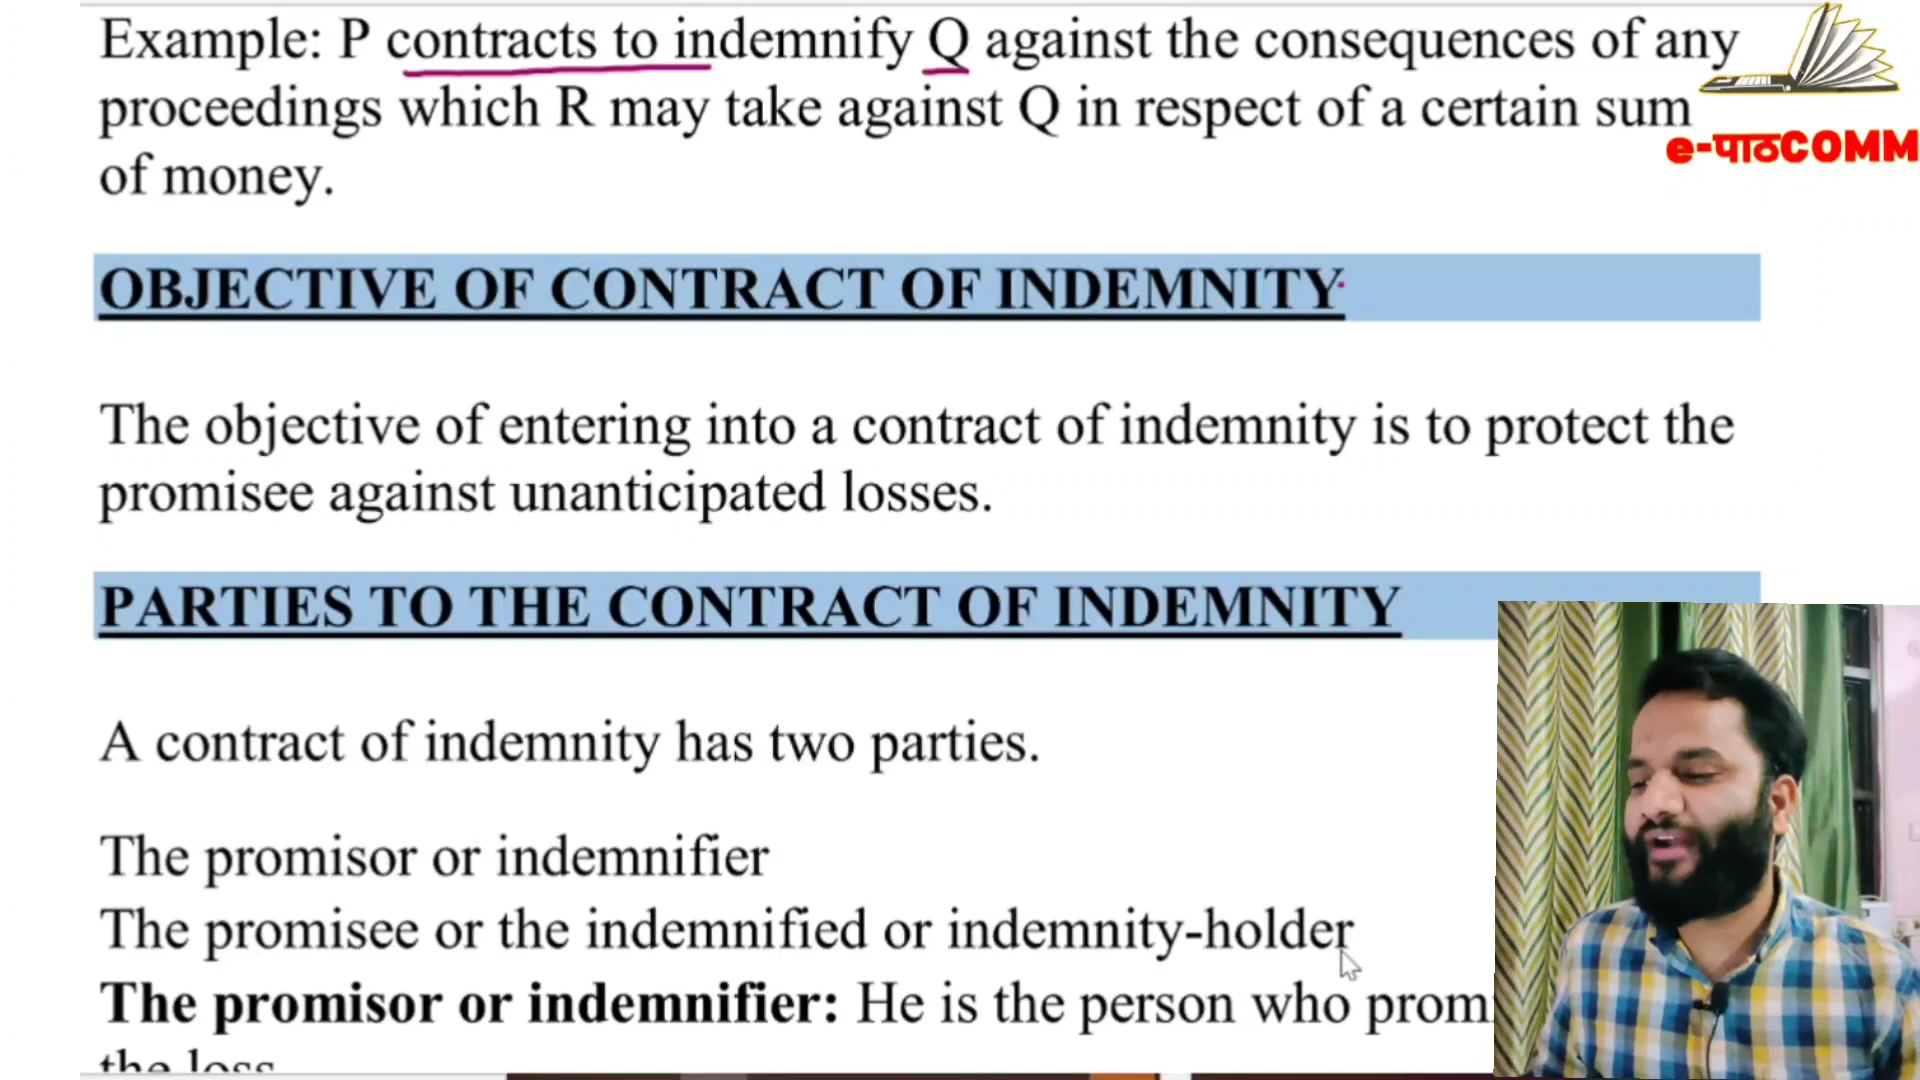 Example: P contracts to indemnify Q against the consequences of any
proceedings which R may take against Q in respect of a certain sum
of money.
e-पाठCOMM
OBJECTIVE OF CONTRACT OF INDEMNITY
The objective of entering into a contract of indemnity is to protect the
promisee against unanticipated losses.
PARTIES TO THE CONTRACT OF INDEMNITY
A contract of indemnity has two parties.
The promisor or indemnifier
The promisee or the indemnified or indemnity-holder
The promisor or indemnifier: He is the person who prom
the loss